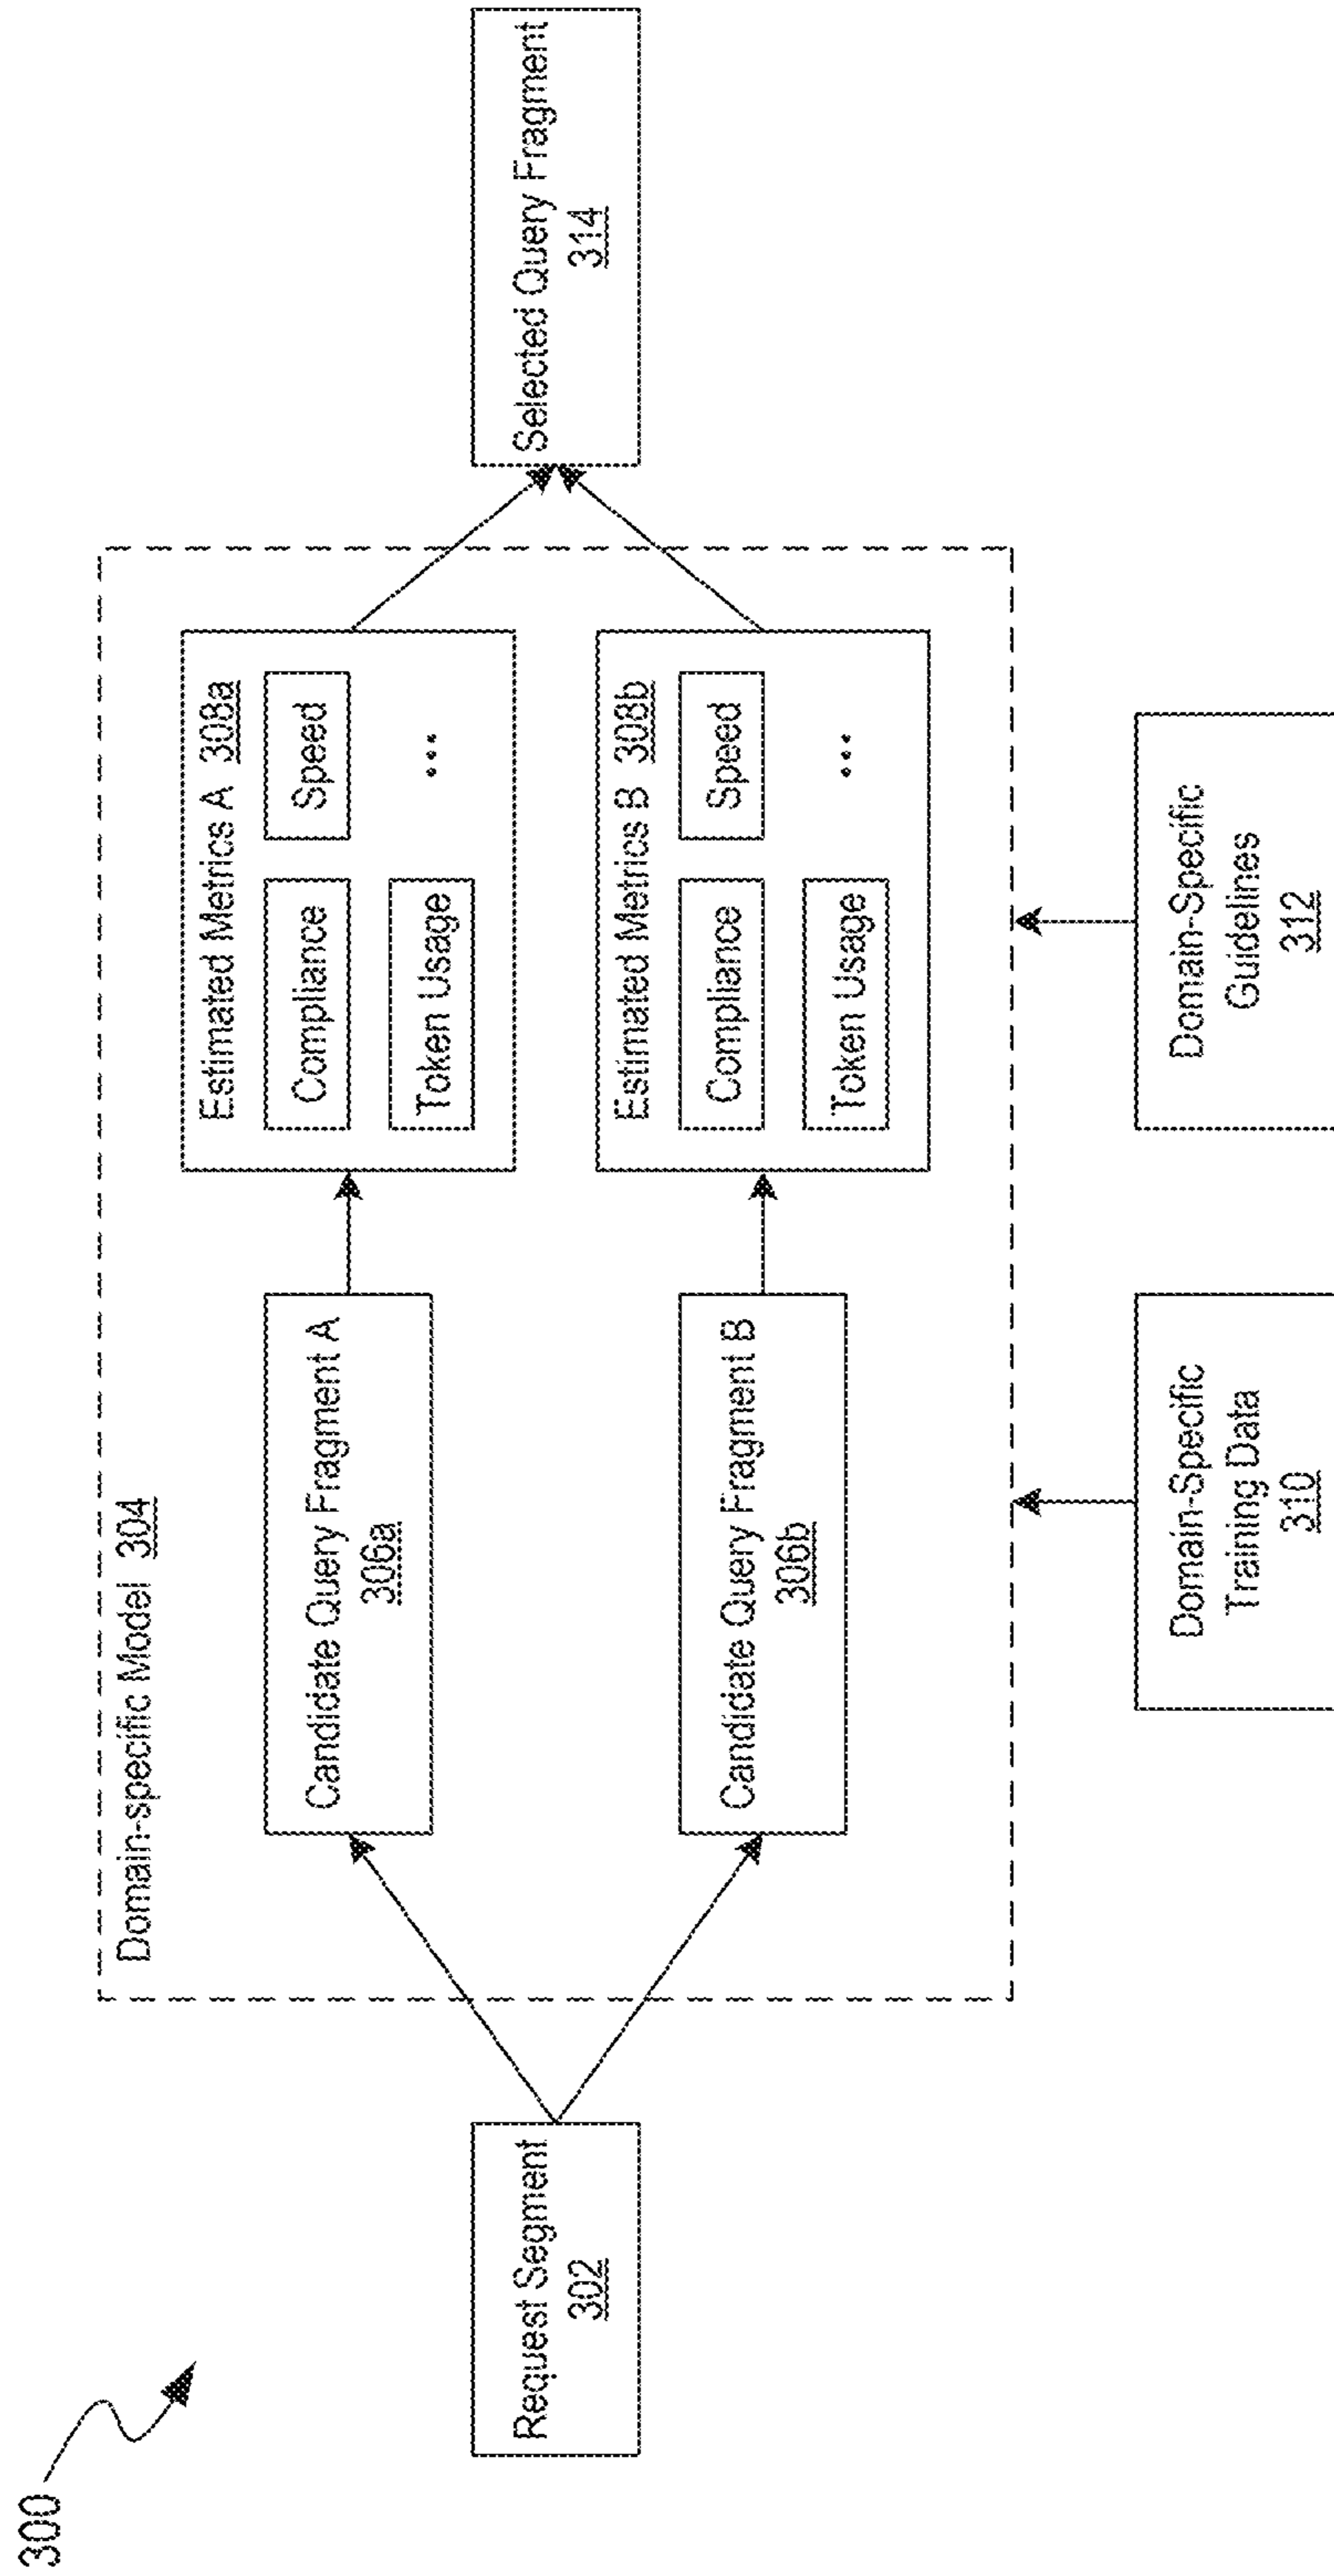 300
Domain-specific Model 304
Request Segment
302
Candidate Query Fragment A
306a
Estimated Metrics A 308a
Compliance
Speed
Token Usage
...
Candidate Query Fragment B
306b
Estimated Metrics B 308b
Compliance
Speed
Token Usage
...
Selected Query Fragment
314
Domain-Specific
Training Data
310
Domain-Specific
Guidelines
312